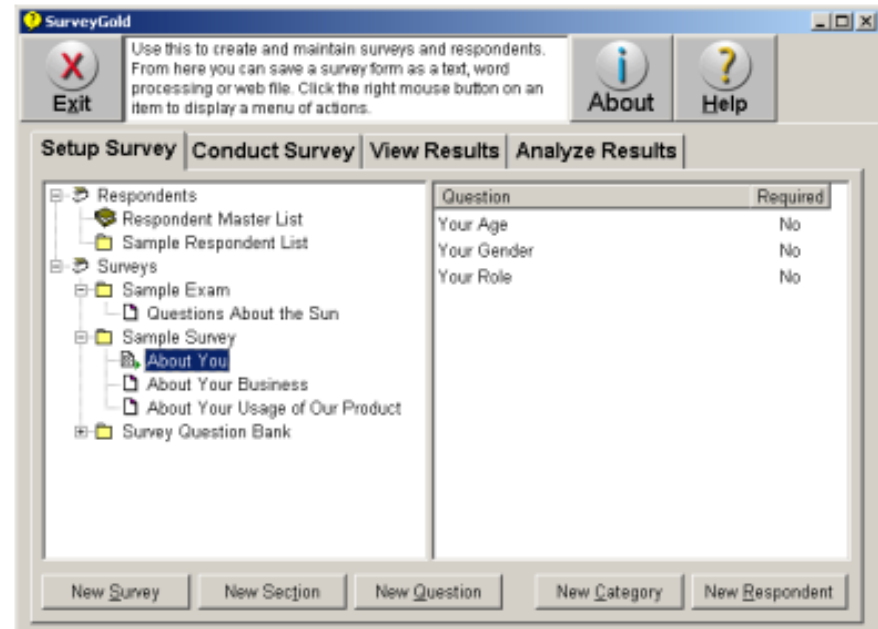 SurveyGold
Use this to create and maintain surveys and respondents.
From here you can save a survey form as a text, word
processing or web file. Click the right mouse button on an
item to display a menu of actions.
Exit
About
Help
Setup Survey
Conduct Survey
View Results
Analyze Results
Respondents
Respondent Master List
Sample Respondent List
Surveys
Sample Exam
Questions About the Sun
Sample Survey
About You
About Your Business
About Your Usage of Our Product
Survey Question Bank
Question Required
Your Age No
Your Gender No
Your Role No
New Survey
New Section
New Question
New Category
New Respondent